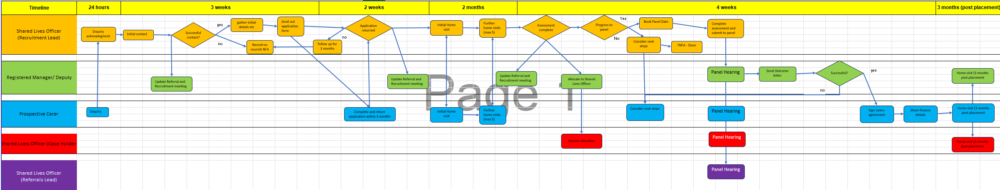 Timeline
24 hours
3 weeks
2 weeks
2 months
4 weeks
3 months (post placement)
Shared Lives Officer
(Recruitment Lead)
Enquiry
acknowlegment
Initial contact
Successful
contact?
yes
no
gather initial
details etc
Send out
application
form
Record on
nourish NFA
follow up for
3 months
no
Application
returned
Initial Home
visit
Further
home visits
(max 5)
Assessment
complete
Progress to
panel
Yes
No
Book Panel Date
Consider next
steps
?NFA - Close
Complete
assessment and
submit to panel
Registered Manager/ Deputy
Update Referral and
Recruitment meeting
Update Referral and
Recruitment meeting
Update Referral and
Recruitment meeting
Allocate to Shared
Lives Officer
Panel Hearing
Send Outcome
letter
Successful?
yes
no
Home visit (3 months
post placmeent
Page 1
Prospective Carer
Enquiry
Complete and return
application within 3 months
Initial Home
visit
Further
home visits
(max 5)
Consider next steps
Panel Hearing
Sign carers
agreement
Share finance
details
Home visit (3 months
post placmeent
Shared Lives Officer (Case Holder
Receive allocation
Panel Hearing
Home visit (3 months
post placmeent
Shared Lives Officer
(Referrals Lead)
Panel Hearing